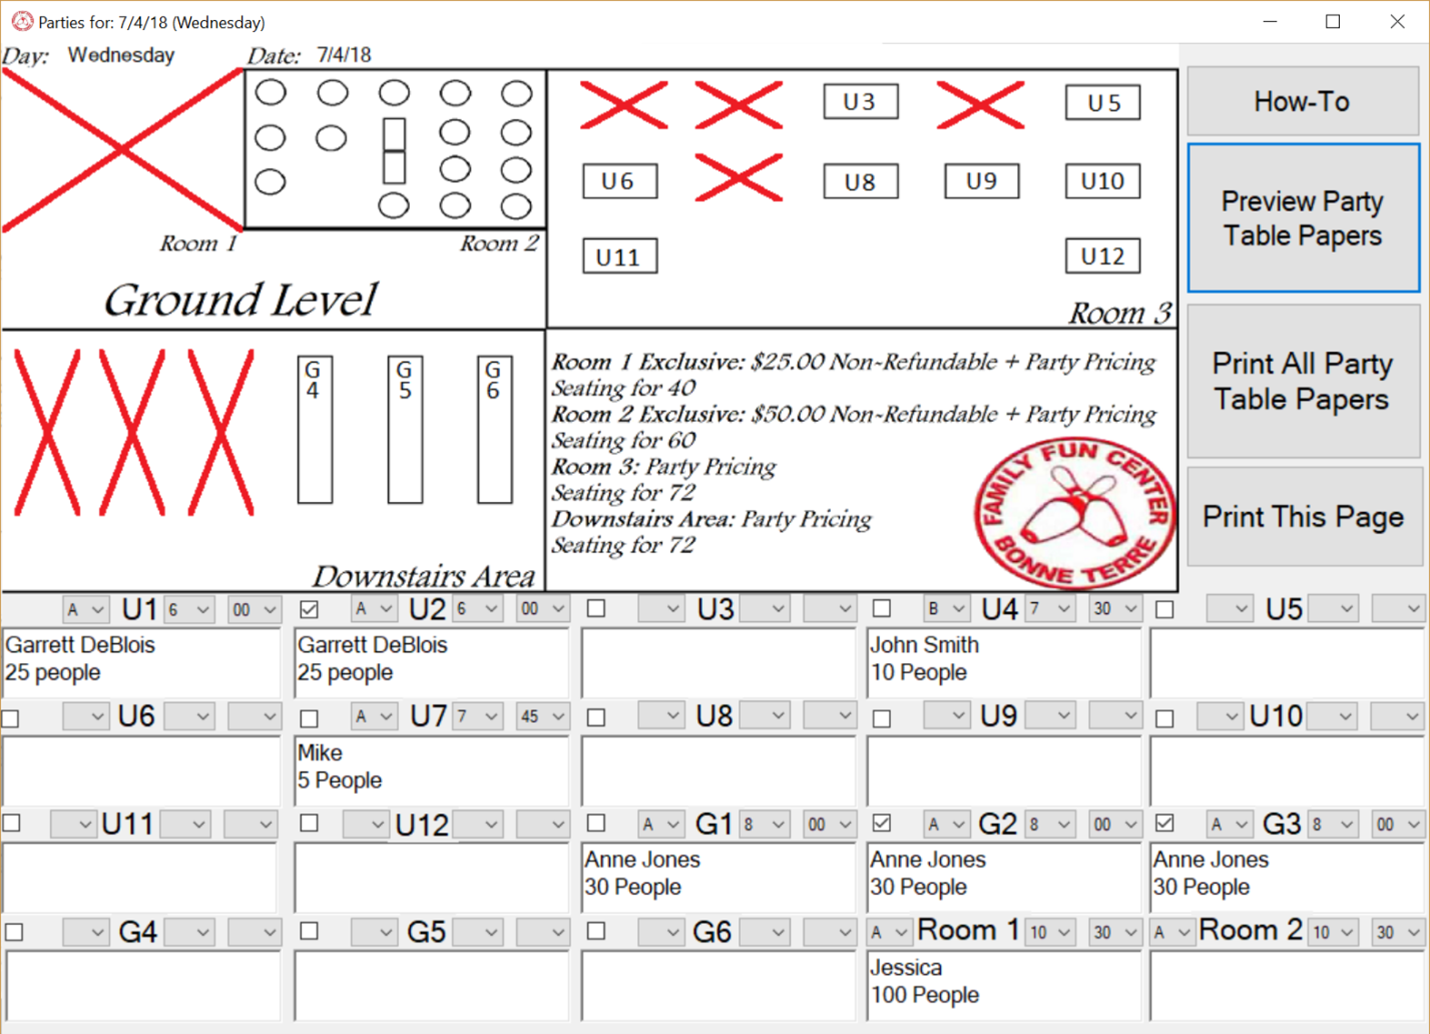 Parties for: 7/4/18 (Wednesday)
Day: Wednesday Date: 7/4/18
How-To
U3 U5
Preview Party
Table Papers
U6 U8 U9 U10
U11 U12
Room 1 Room 2
Ground Level
Room 3
Print All Party
Table Papers
G
4
G
5
G
6
Room 1 Exclusive: $25.00 Non-Refundable + Party Pricing
Seating for 40
Room 2 Exclusive: $50.00 Non-Refundable + Party Pricing
Seating for 60
Room 3: Party Pricing
Seating for 72
Downstairs Area: Party Pricing
Seating for 72
FAMILY FUN CENTER
BONNE TERRE
Print This Page
Downstairs Area
A U1 6 00 A U2 6 00 U3 B U4 7 30 U5
Garrett DeBlois
25 people
Garrett DeBlois
25 people
John Smith
10 People
U6 A U7 7 45 U8 U9 U10
Mike
5 People
U11 U12 A G1 8 00 A G2 8 00 A G3 8 00
Anne Jones
30 People
Anne Jones
30 People
Anne Jones
30 People
G4 G5 G6 A Room 1 10 30 A Room 2 10 30
Jessica
100 People